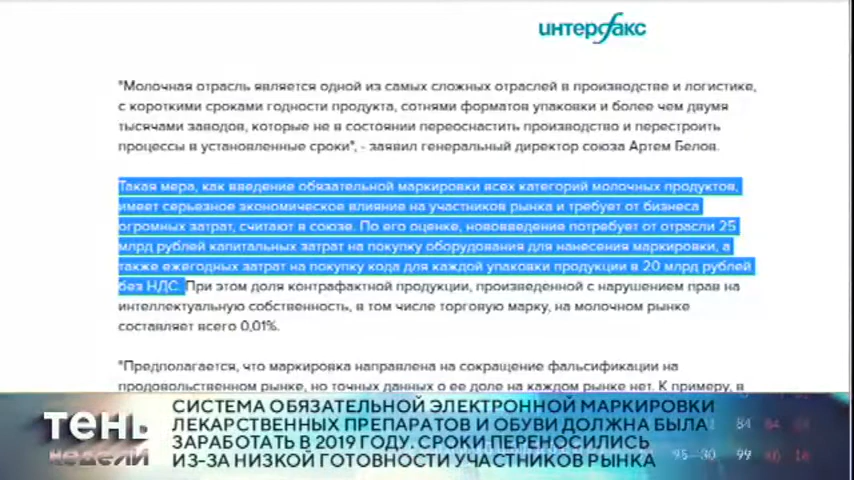 интерфакс
"Молочная отрасль является одной из самых сложных отраслей в производстве и логистике,
с короткими сроками годности продукта, сотнями форматов упаковки и более чем двумя
тысячами заводов, которые не в состоянии переоснастить производство и перестроить
процессы в установленные сроки", - заявил генеральный директор союза Артем Белов.
Такая мера, как введение обязательной маркировки всех категорий молочных продуктов,
имеет серьезное экономическое влияние на участников рынка и требует от бизнеса
огромных затрат, считают в союзе. По его оценке, нововведение потребует от отрасли 25
млрд рублей капитальных затрат на покупку оборудования для нанесения маркировки, а
также ежегодных затрат на покупку кода для каждой упаковки продукции в 20 млрд рублей
без НДС. При этом доля контрафактной продукции, произведенной с нарушением прав на
интеллектуальную собственность, в том числе торговую марку, на молочном рынке
составляет всего 0,01%.
"Предполагается, что маркировка направлена на сокращение фальсификации на
продовольственном рынке, но точных данных о ее доле на каждом рынке нет. К примеру, в
тень
недели
СИСТЕМА ОБЯЗАТЕЛЬНОЙ ЭЛЕКТРОННОЙ МАРКИРОВКИ
ЛЕКАРСТВЕННЫХ ПРЕПАРАТОВ И ОБУВИ ДОЛЖНА БЫЛА
ЗАРАБОТАТЬ В 2019 ГОДУ. СРОКИ ПЕРЕНОСИЛИСЬ
ИЗ-ЗА НИЗКОЙ ГОТОВНОСТИ УЧАСТНИКОВ РЫНКА
95-30 99